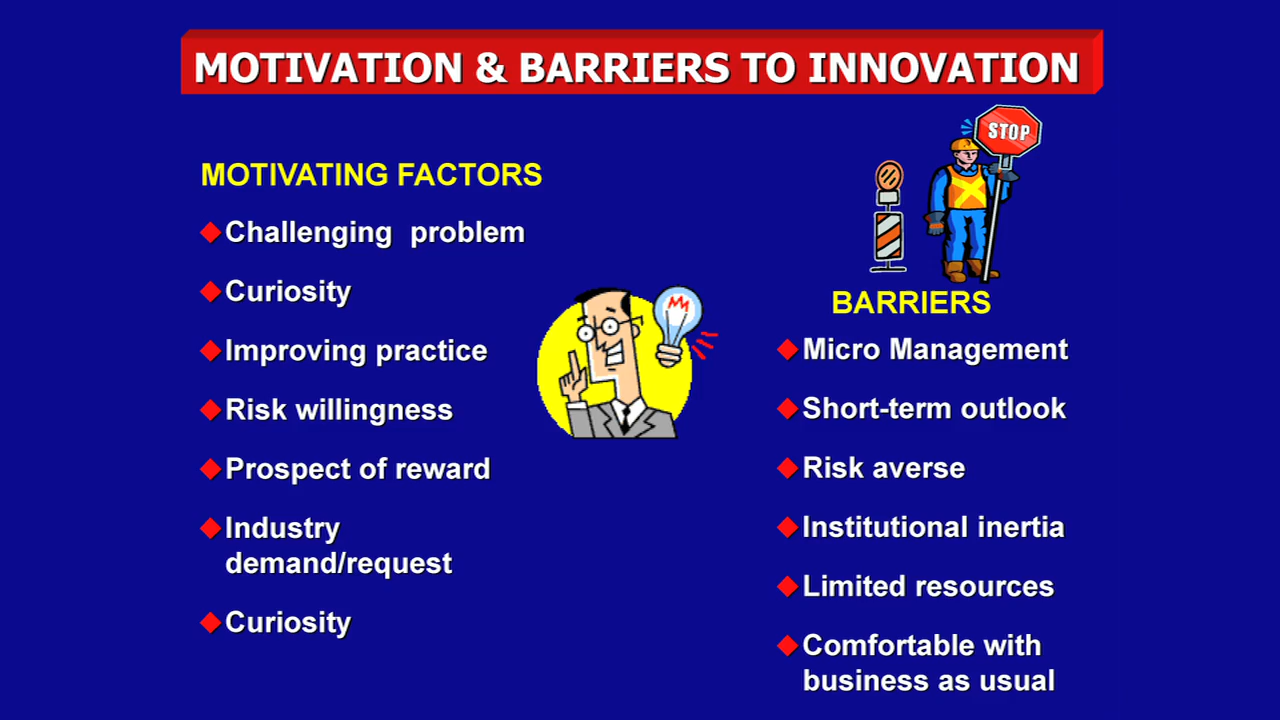 MOTIVATION & BARRIERS TO INNOVATION
MOTIVATING FACTORS
Challenging problem
Curiosity
Improving practice
Risk willingness
Prospect of reward
Industry
demand/request
Curiosity
STOP
BARRIERS
Micro Management
Short-term outlook
Risk averse
Institutional inertia
Limited resources
Comfortable with
business as usual